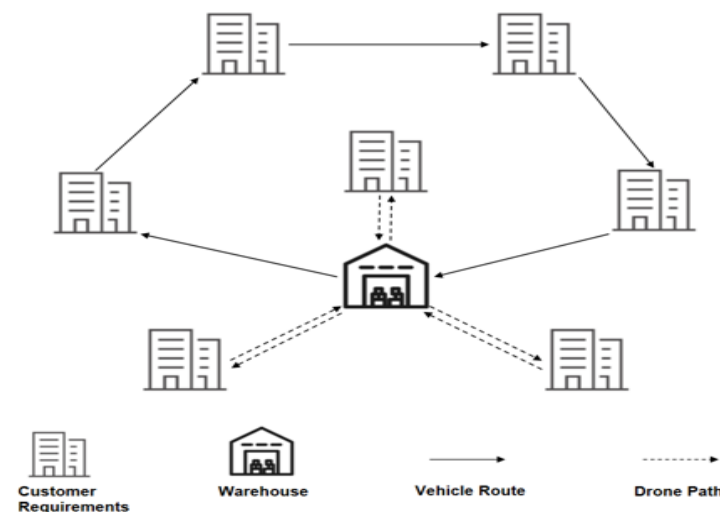 Customer
Requirements
Warehouse
Vehicle Route
Drone Path